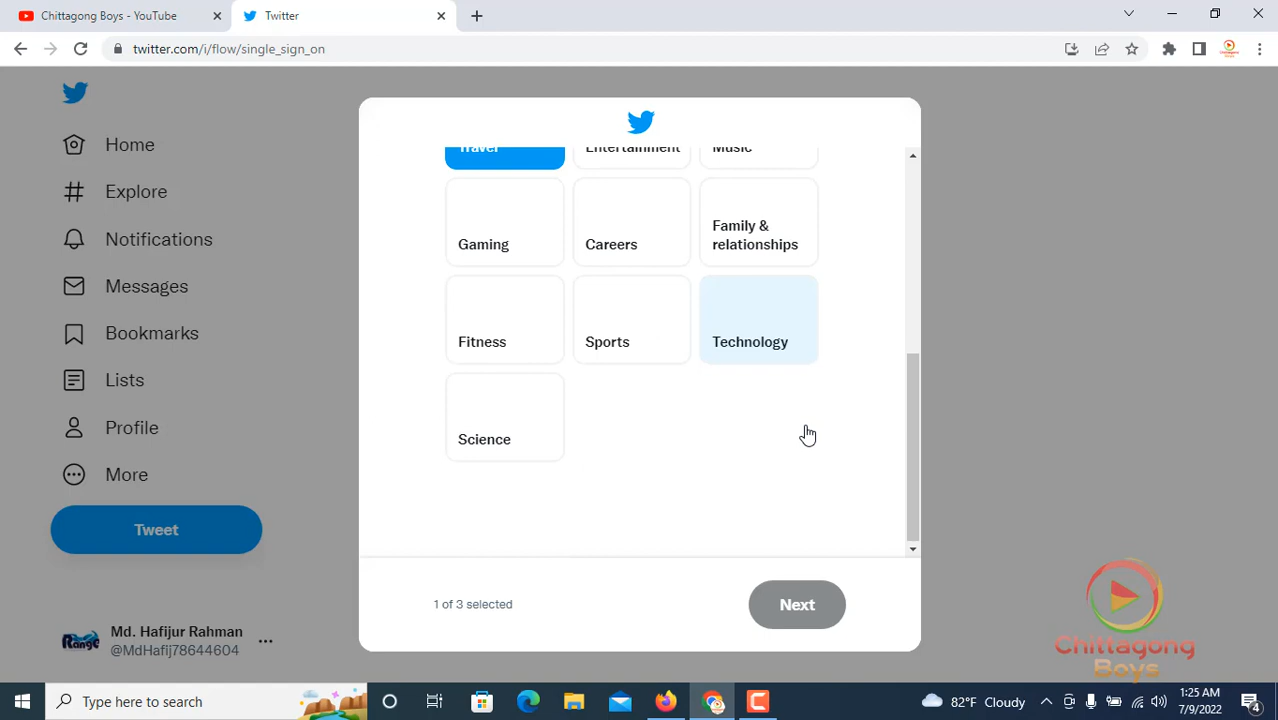 Chittagong Boys - YouTube
Twitter
twitter.com/i/flow/single_sign_on
Home
Explore
Notifications
Messages
Bookmarks
Lists
Profile
More
Tweet
Md. Hafijur Rahman
@MdHafij78644604
Travel
Entertainment
Music
Gaming
Careers
Family &
relationships
Fitness
Sports
Technology
Science
1 of 3 selected
Next
Chittagong
Boys
Type here to search
82°F Cloudy
1:25 AM
7/9/2022
4